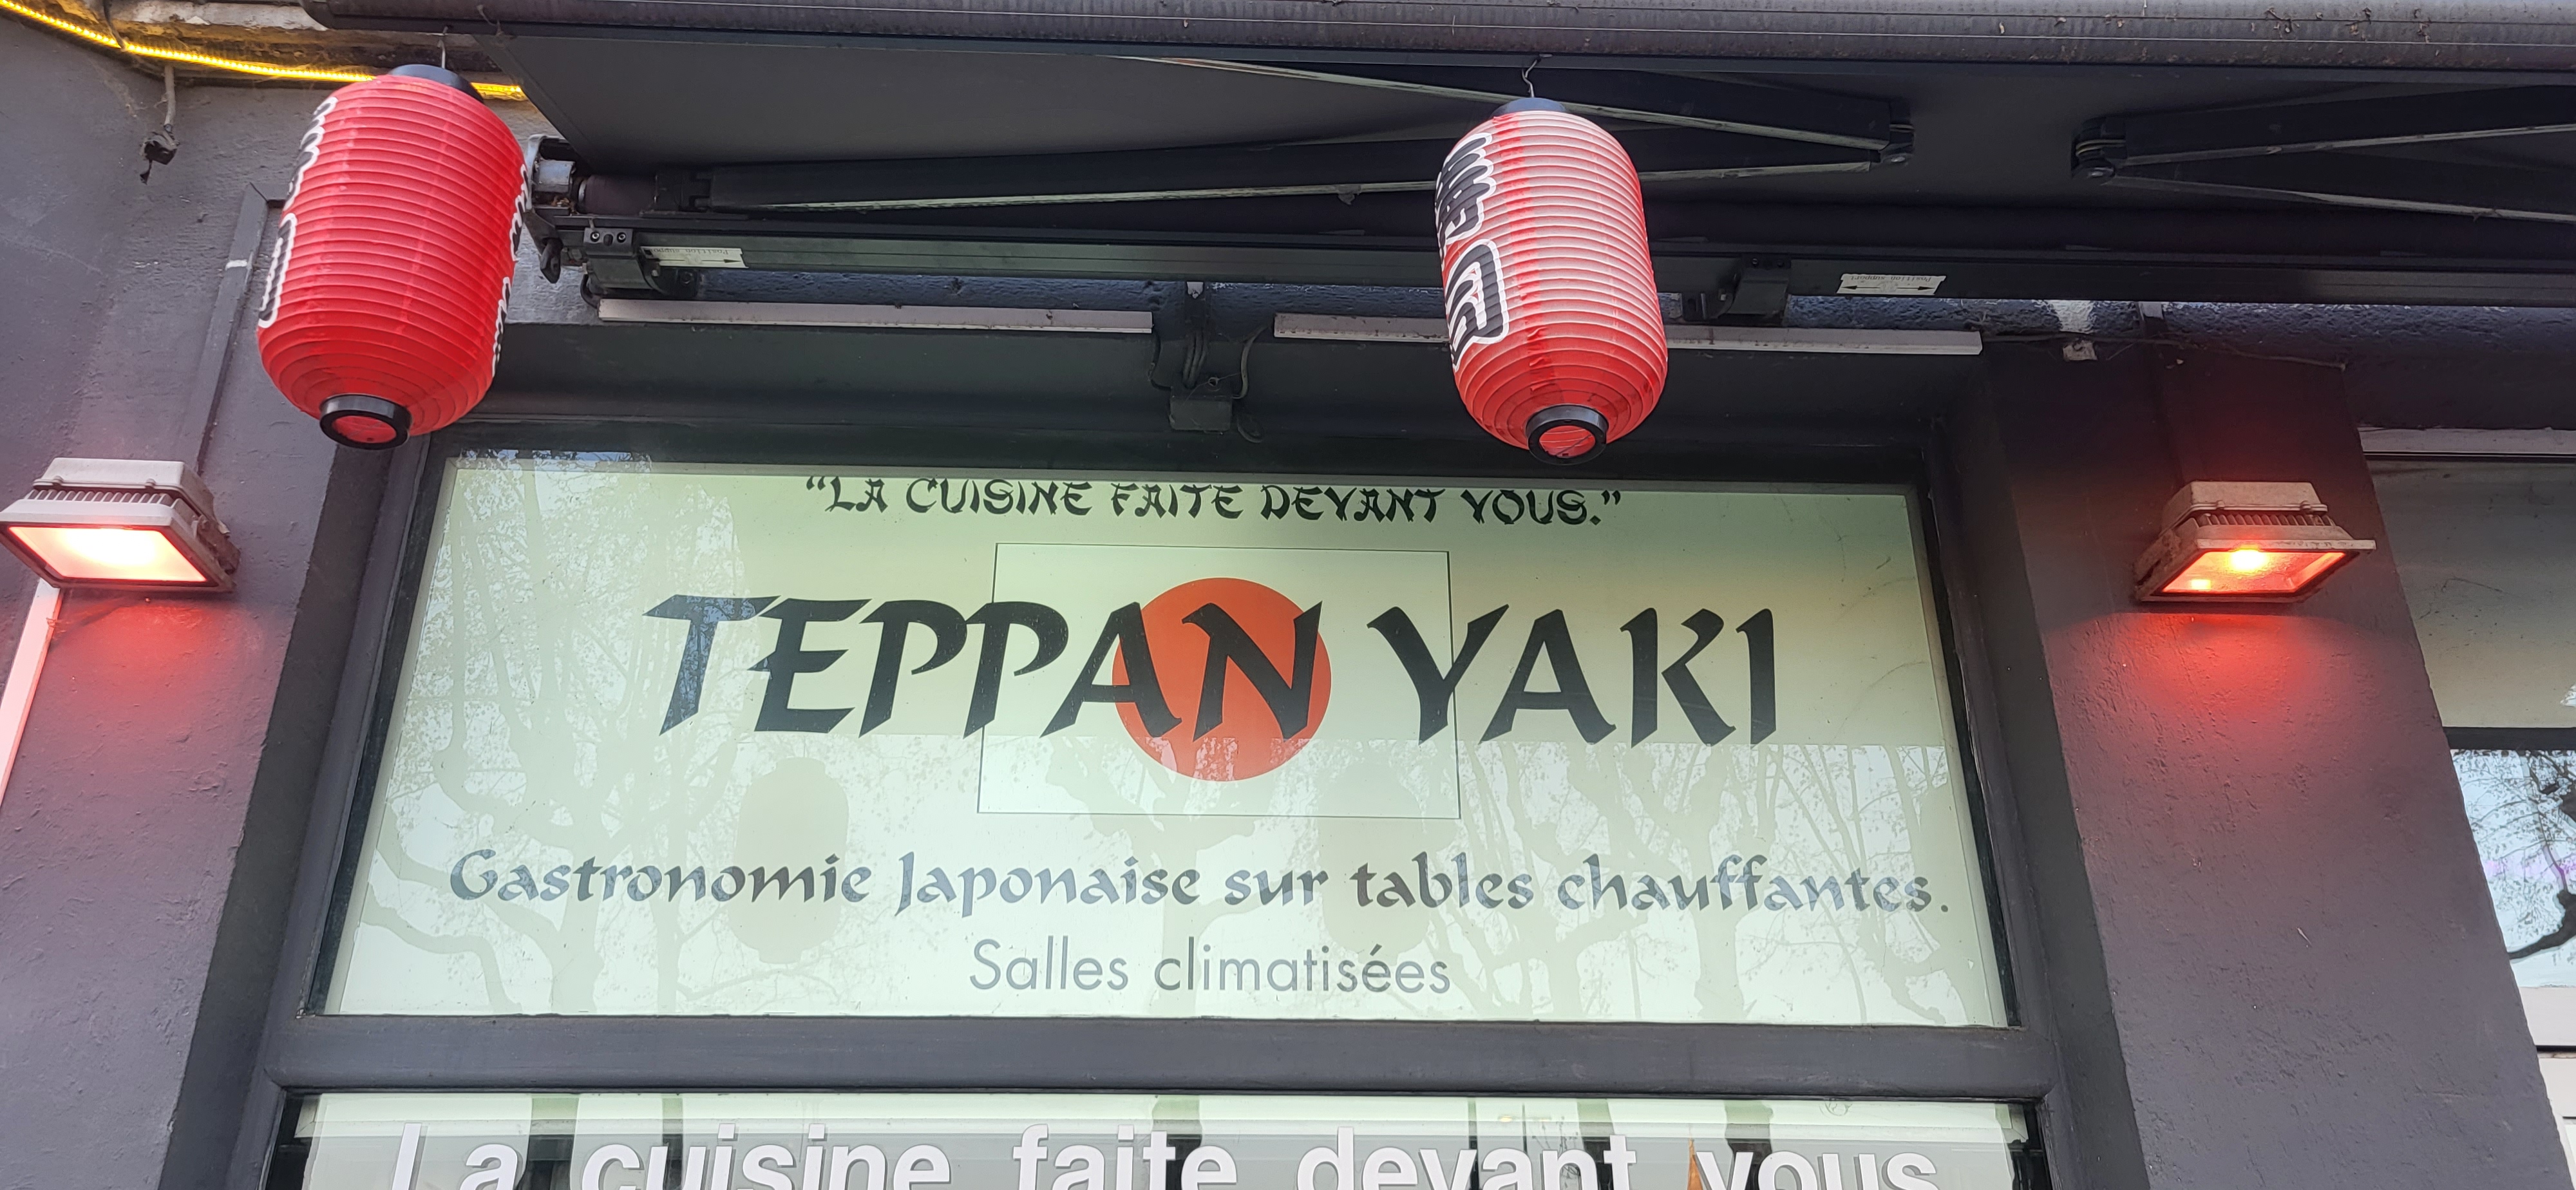 “LA CUISINE FAITE DEVANT VOUS.”
TEPPAN YAKI
Gastronomie Japonaise sur tables chauffantes.
Salles climatisées
La cuisine faite devant vous